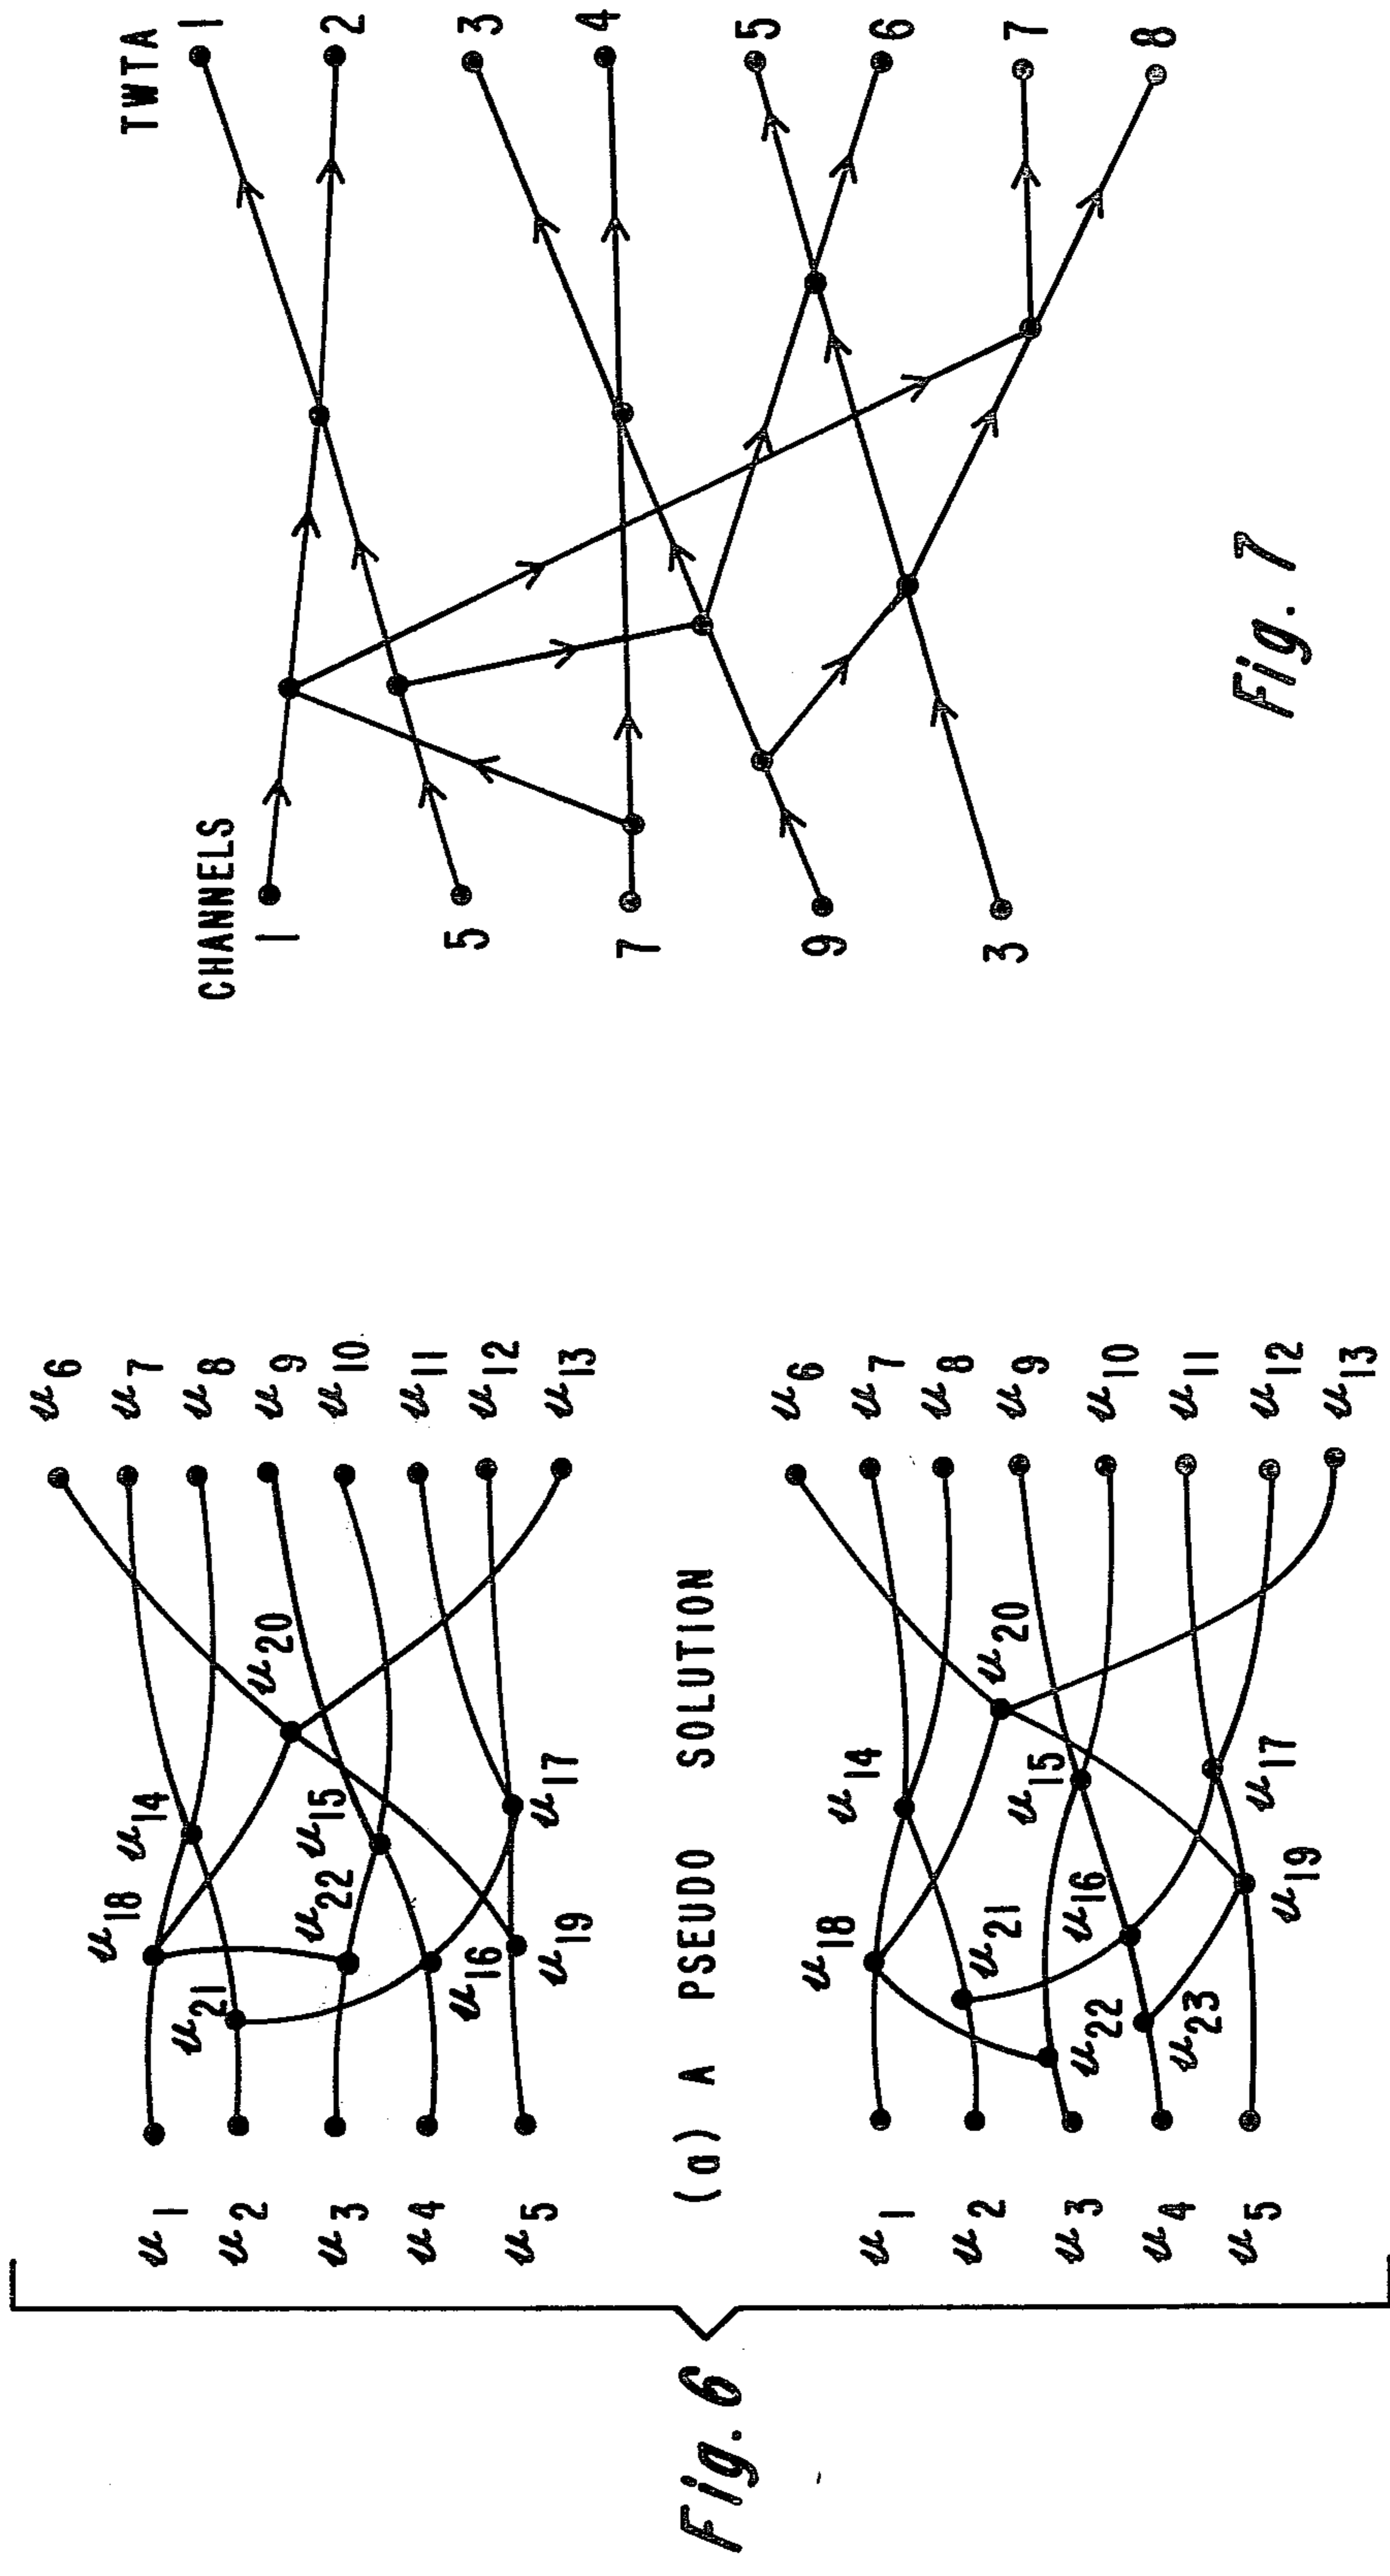 CHANNELS
TWTA
1
5
7
9
3
1
2
3
4
5
6
7
8
Fig. 7
Fig. 6
u1
u2
u3
u4
u5
u6
u7
u8
u9
u10
u11
u12
u13
u14
u15
u16
u17
u18
u19
u20
u21
u22
(a) A PSEUDO SOLUTION
u1
u2
u3
u4
u5
u6
u7
u8
u9
u10
u11
u12
u13
u14
u15
u16
u17
u18
u19
u20
u21
u22
u23